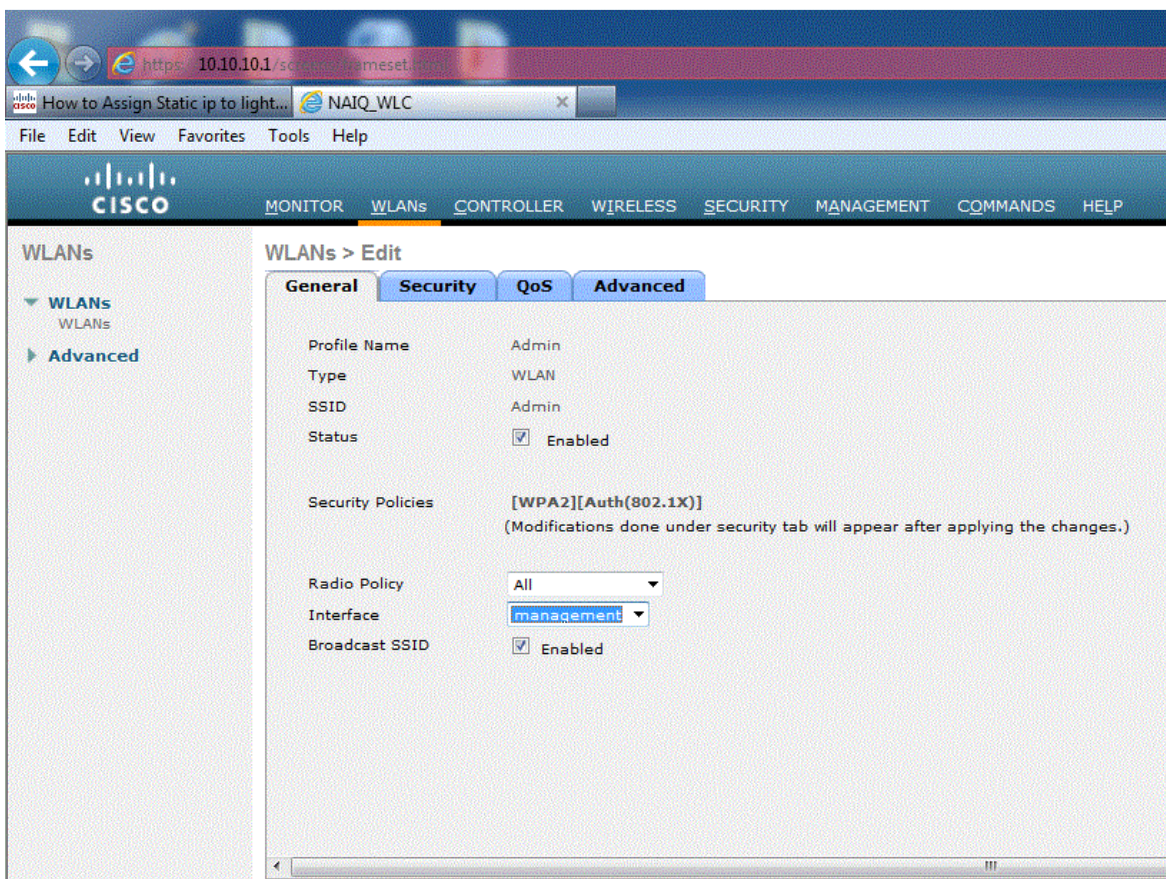 https 10.10.10.1/
How to Assign Static ip to light... NAIQ_WLC
File Edit View Favorites Tools Help
CISCO
MONITOR WLANs CONTROLLER WIRELESS SECURITY MANAGEMENT COMMANDS HELP
WLANs
WLANs
WLANs
Advanced
WLANs > Edit
General Security QoS Advanced
Profile Name Admin
Type WLAN
SSID Admin
Status Enabled
Security Policies [WPA2][Auth(802.1X)]
(Modifications done under security tab will appear after applying the changes.)
Radio Policy All
Interface management
Broadcast SSID Enabled